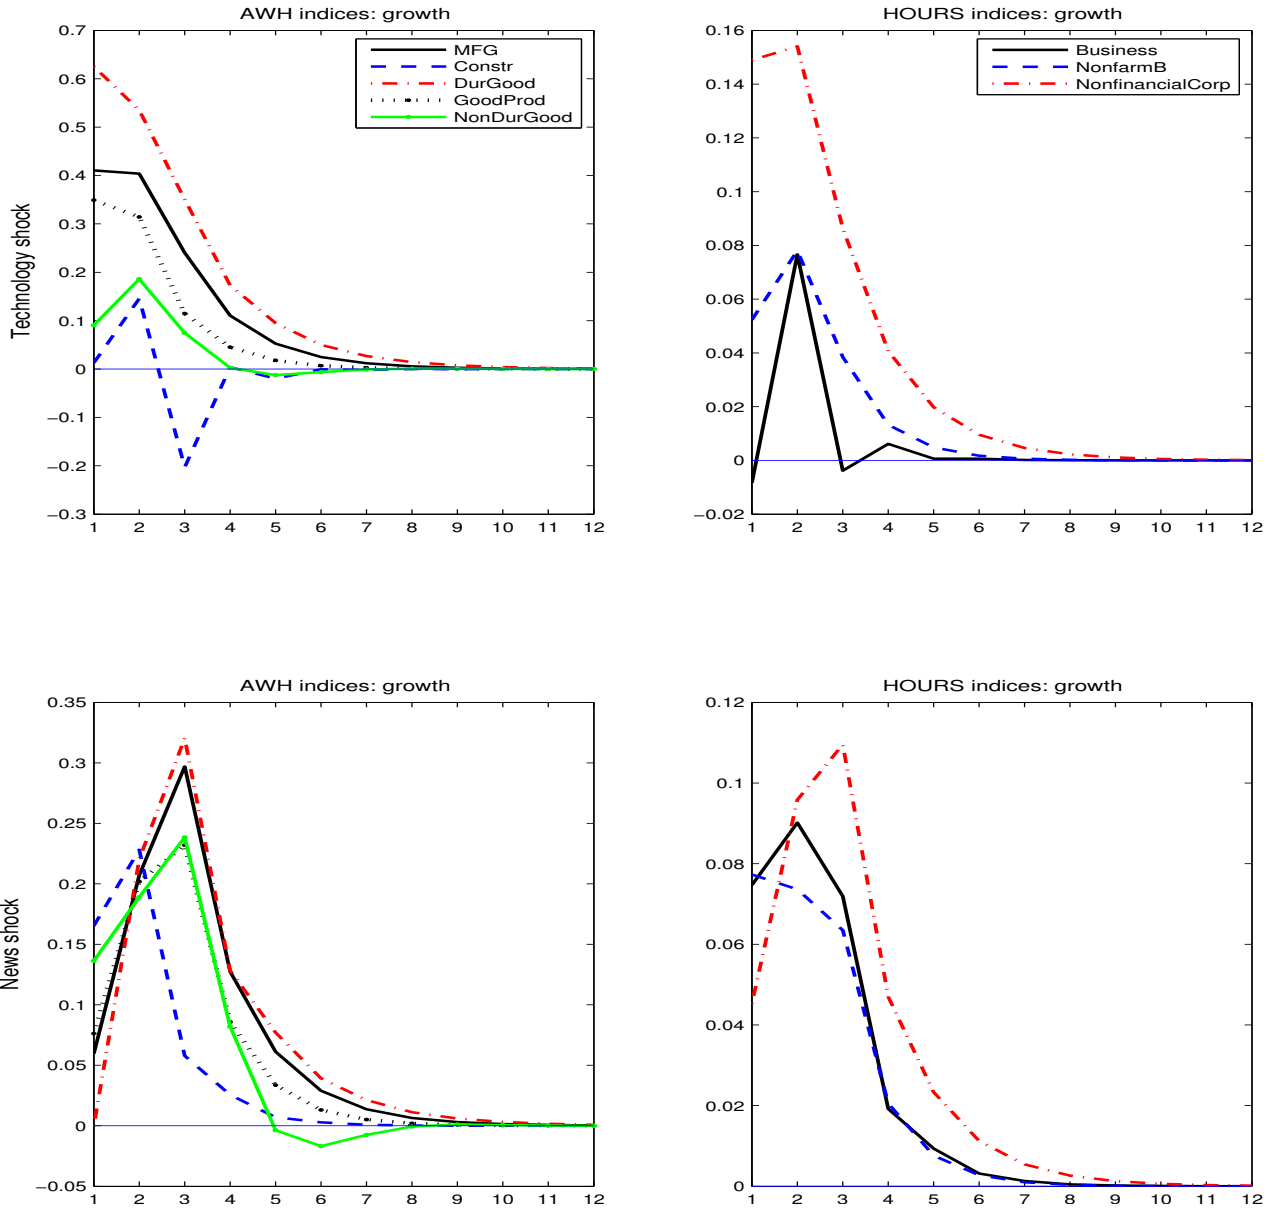 AWH indices: growth
0.7
0.6
0.5
0.4
0.3
0.2
0.1
0
−0.1
−0.2
−0.3
1 2 3 4 5 6 7 8 9 10 11 12
Technology shock
MFG
Constr
DurGood
GoodProd
NonDurGood
HOURS indices: growth
0.16
0.14
0.12
0.1
0.08
0.06
0.04
0.02
0
−0.02
1 2 3 4 5 6 7 8 9 10 11 12
Business
NonfarmB
NonfinancialCorp
AWH indices: growth
0.35
0.3
0.25
0.2
0.15
0.1
0.05
0
−0.05
1 2 3 4 5 6 7 8 9 10 11 12
News shock
HOURS indices: growth
0.12
0.1
0.08
0.06
0.04
0.02
0
1 2 3 4 5 6 7 8 9 10 11 12